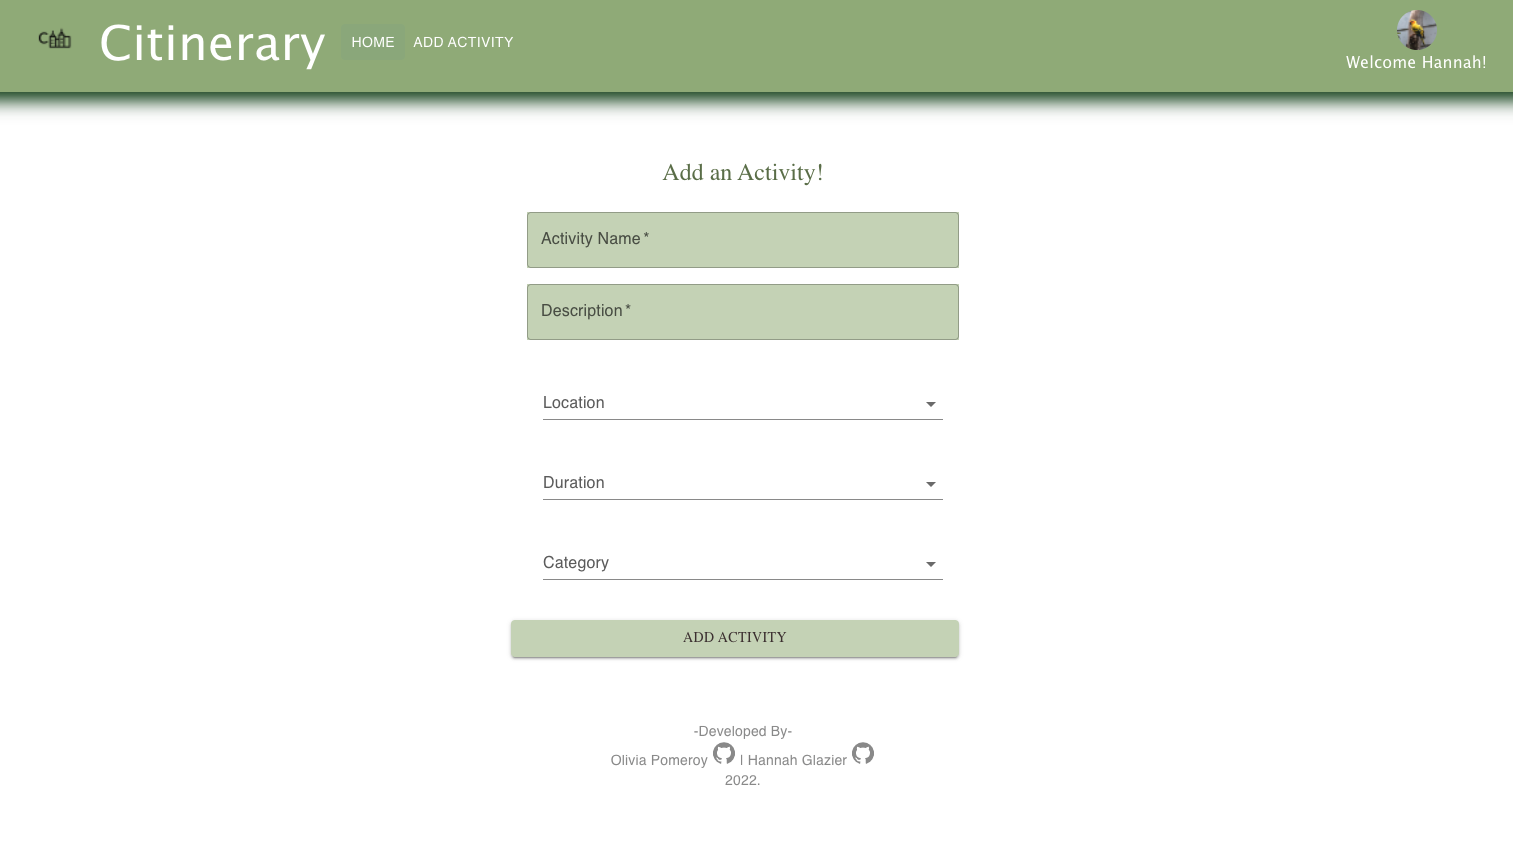 C
Citinerary
HOME
ADD ACTIVITY
Welcome Hannah!
Add an Activity!
Activity Name *
Description *
Location
Duration
Category
ADD ACTIVITY
-Developed By-
Olivia Pomeroy | Hannah Glazier
2022.